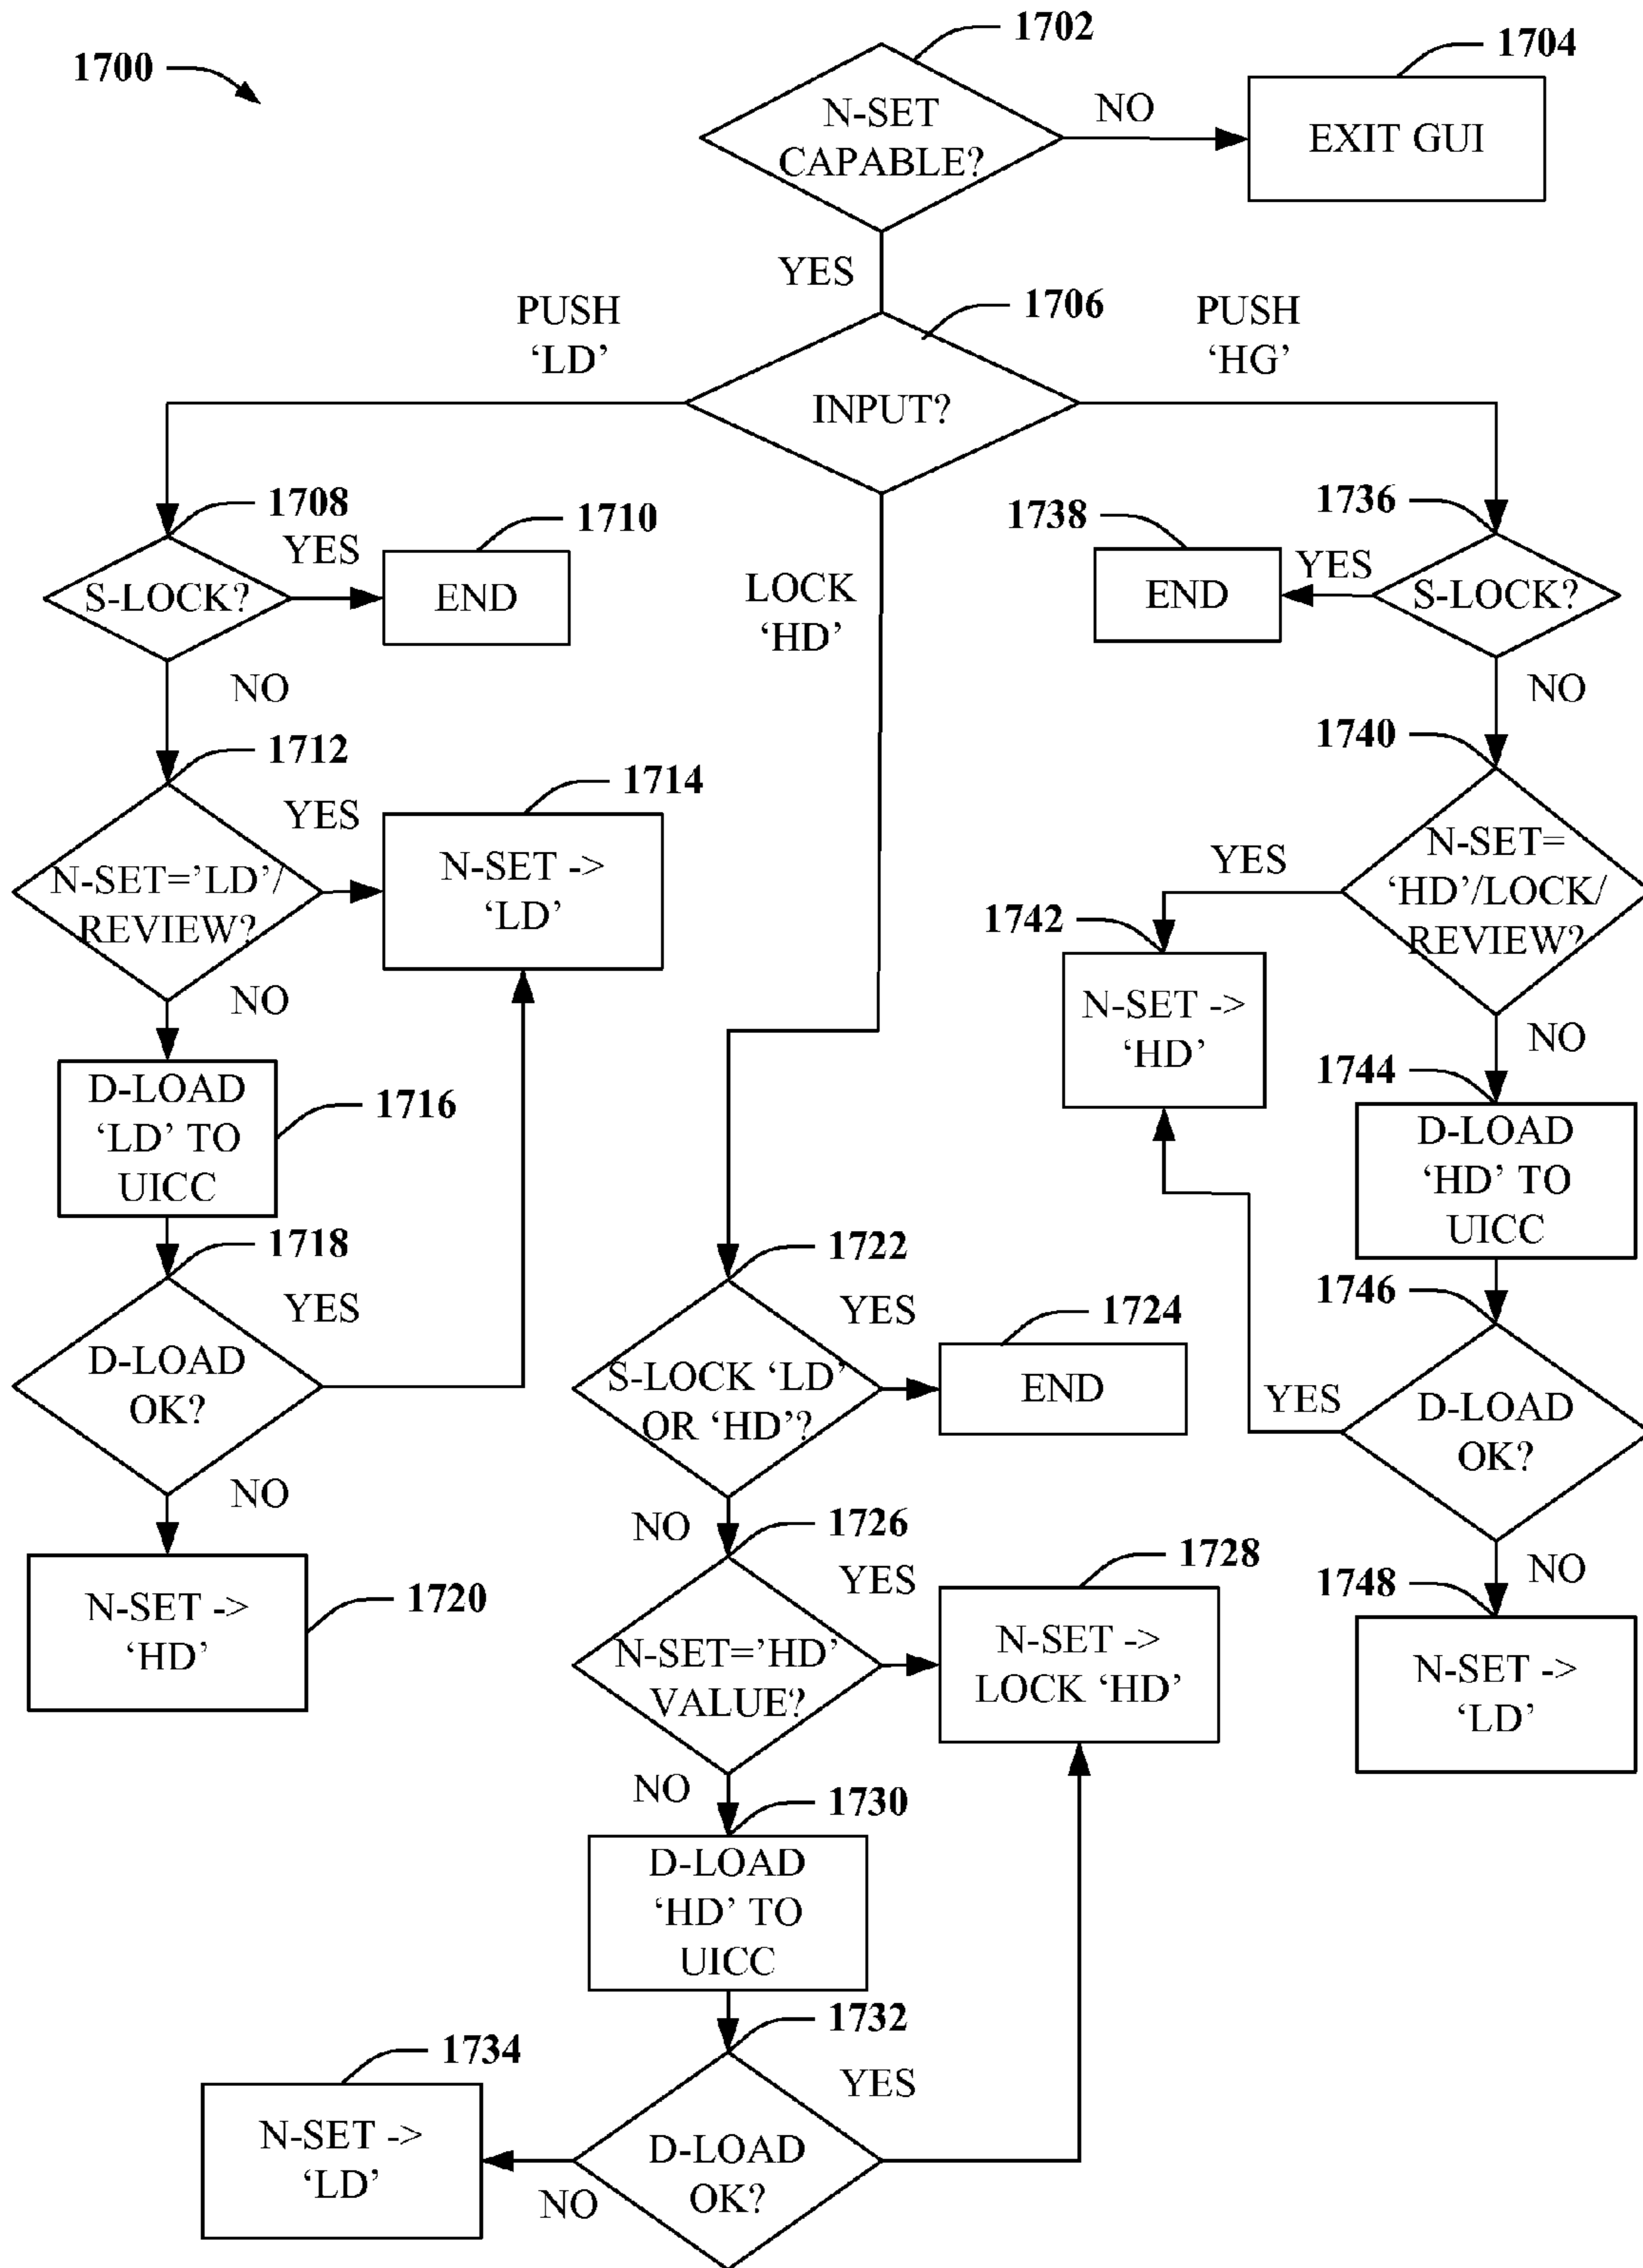 1700
1702
N-SET
CAPABLE?
NO
1704
EXIT GUI
YES
PUSH
‘LD’
1706
INPUT?
PUSH
‘HG’
LOCK
‘HD’
1708
S-LOCK?
YES
1710
END
NO
1712
N-SET=’LD’/
REVIEW?
YES
1714
N-SET ->
‘LD’
NO
D-LOAD
‘LD’ TO
UICC
1716
1718
D-LOAD
OK?
YES
NO
N-SET ->
‘HD’
1720
1722
S-LOCK ‘LD’
OR ‘HD’?
YES
1724
END
NO
1726
N-SET=’HD’
VALUE?
YES
1728
N-SET ->
LOCK ‘HD’
NO
1730
D-LOAD
‘HD’ TO
UICC
1732
D-LOAD
OK?
YES
NO
1734
N-SET ->
‘LD’
1736
S-LOCK?
YES
1738
END
NO
1740
N-SET=
‘HD’/LOCK/
REVIEW?
YES
1742
N-SET ->
‘HD’
NO
1744
D-LOAD
‘HD’ TO
UICC
1746
D-LOAD
OK?
YES
NO
1748
N-SET ->
‘LD’